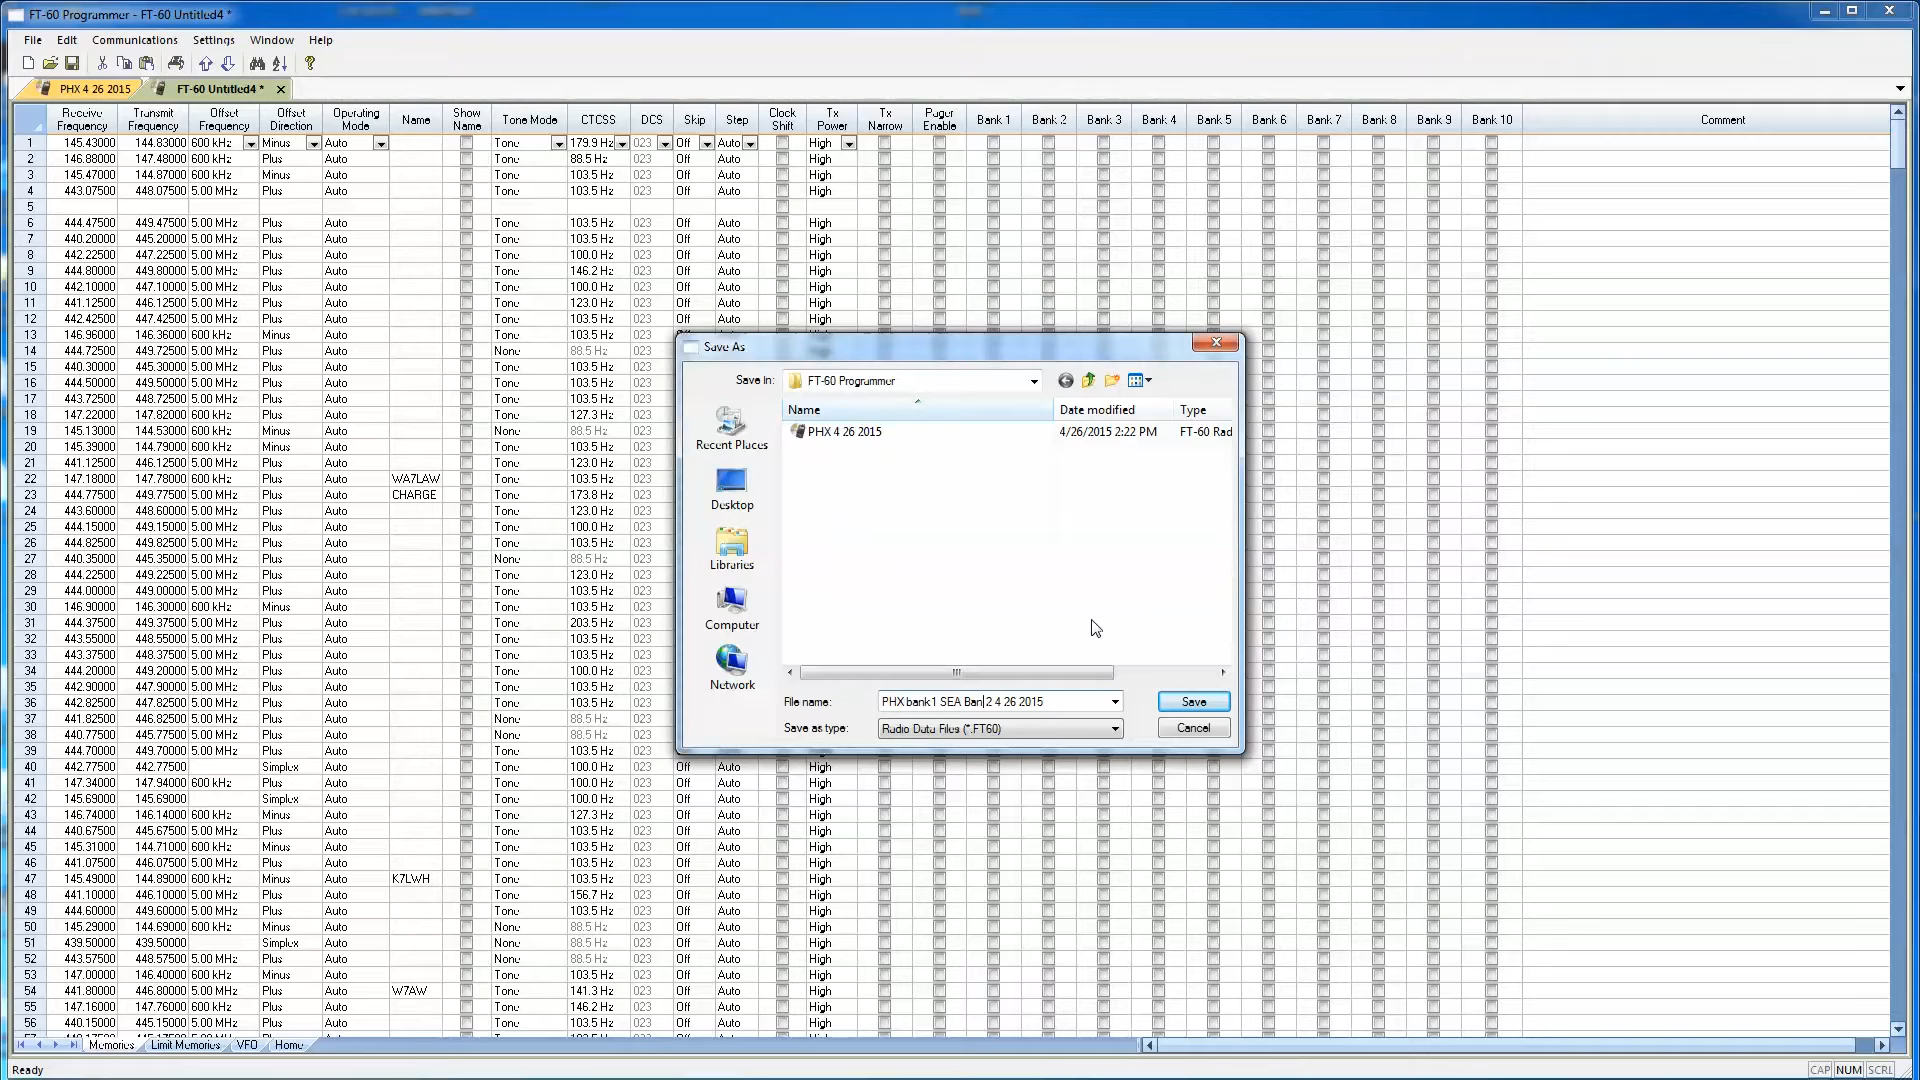 FT-60 Programmer - FT-60 Untitled4 *
File Edit Communications Settings Window Help
PHX 4 26 2015 FT-60 Untitled4 *
Receive Frequency Transmit Frequency Offset Frequency Offset Direction Operating Mode Name Show Name Tone Mode CTCSS DCS Skip Step Clock Shift Tx Power Tx Narrow Pager Enable Bank 1 Bank 2 Bank 3 Bank 4 Bank 5 Bank 6 Bank 7 Bank 8 Bank 9 Bank 10 Comment
1 145.43000 144.83000 600 kHz Minus Auto Tone 179.9 Hz 023 Off Auto High
2 146.88000 147.48000 600 kHz Plus Auto Tone 88.5 Hz 023 Off Auto High
3 145.47000 144.87000 600 kHz Minus Auto Tone 103.5 Hz 023 Off Auto High
4 443.07500 448.07500 5.00 MHz Plus Auto Tone 103.5 Hz 023 Off Auto High
5
6 444.47500 449.47500 5.00 MHz Plus Auto Tone 103.5 Hz 023 Off Auto High
7 440.20000 445.20000 5.00 MHz Plus Auto Tone 103.5 Hz 023 Off Auto High
8 442.22500 447.22500 5.00 MHz Plus Auto Tone 100.0 Hz 023 Off Auto High
9 444.80000 449.80000 5.00 MHz Plus Auto Tone 146.2 Hz 023 Off Auto High
10 442.10000 447.10000 5.00 MHz Plus Auto Tone 100.0 Hz 023 Off Auto High
11 441.12500 446.12500 5.00 MHz Plus Auto Tone 123.0 Hz 023 Off Auto High
12 442.42500 447.42500 5.00 MHz Plus Auto Tone 103.5 Hz 023 Off Auto High
13 146.96000 146.36000 600 kHz Minus Auto Tone 103.5 Hz 023
14 444.72500 449.72500 5.00 MHz Plus Auto None 88.5 Hz 023
15 440.30000 445.30000 5.00 MHz Plus Auto Tone 103.5 Hz 023
16 444.50000 449.50000 5.00 MHz Plus Auto Tone 103.5 Hz 023
17 443.72500 448.72500 5.00 MHz Plus Auto Tone 103.5 Hz 023
18 147.22000 147.82000 600 kHz Plus Auto Tone 127.3 Hz 023
19 145.13000 144.53000 600 kHz Minus Auto None 88.5 Hz 023
20 145.39000 144.79000 600 kHz Minus Auto Tone 103.5 Hz 023
21 441.12500 446.12500 5.00 MHz Plus Auto Tone 123.0 Hz 023
22 147.18000 147.78000 600 kHz Plus Auto WA7LAW Tone 103.5 Hz 023
23 444.77500 449.77500 5.00 MHz Plus Auto CHARGE Tone 173.8 Hz 023
24 443.60000 448.60000 5.00 MHz Plus Auto Tone 123.0 Hz 023
25 444.15000 449.15000 5.00 MHz Plus Auto Tone 100.0 Hz 023
26 444.82500 449.82500 5.00 MHz Plus Auto Tone 103.5 Hz 023
27 440.35000 445.35000 5.00 MHz Plus Auto None 88.5 Hz 023
28 444.22500 449.22500 5.00 MHz Plus Auto Tone 123.0 Hz 023
29 444.00000 449.00000 5.00 MHz Plus Auto Tone 103.5 Hz 023
30 146.90000 146.30000 600 kHz Minus Auto Tone 103.5 Hz 023
31 444.37500 449.37500 5.00 MHz Plus Auto Tone 203.5 Hz 023
32 443.55000 448.55000 5.00 MHz Plus Auto Tone 103.5 Hz 023
33 443.37500 448.37500 5.00 MHz Plus Auto Tone 103.5 Hz 023
34 444.20000 449.20000 5.00 MHz Plus Auto Tone 100.0 Hz 023
35 442.90000 447.90000 5.00 MHz Plus Auto Tone 103.5 Hz 023
36 442.82500 447.82500 5.00 MHz Plus Auto Tone 103.5 Hz 023
37 441.82500 446.82500 5.00 MHz Plus Auto None 88.5 Hz 023
38 440.77500 445.77500 5.00 MHz Plus Auto None 88.5 Hz 023
39 444.70000 449.70000 5.00 MHz Plus Auto Tone 103.5 Hz 023
40 442.77500 442.77500 Simplex Auto Tone 100.0 Hz 023 Off Auto High
41 147.34000 147.94000 600 kHz Plus Auto Tone 100.0 Hz 023 Off Auto High
42 145.69000 145.69000 Simplex Auto Tone 100.0 Hz 023 Off Auto High
43 146.74000 146.14000 600 kHz Minus Auto Tone 127.3 Hz 023 Off Auto High
44 440.67500 445.67500 5.00 MHz Plus Auto Tone 103.5 Hz 023 Off Auto High
45 145.31000 144.71000 600 kHz Minus Auto Tone 103.5 Hz 023 Off Auto High
46 441.07500 446.07500 5.00 MHz Plus Auto Tone 103.5 Hz 023 Off Auto High
47 145.49000 144.89000 600 kHz Minus Auto K7LWH Tone 103.5 Hz 023 Off Auto High
48 441.10000 446.10000 5.00 MHz Plus Auto Tone 156.7 Hz 023 Off Auto High
49 444.60000 449.60000 5.00 MHz Plus Auto Tone 103.5 Hz 023 Off Auto High
50 145.29000 144.69000 600 kHz Minus Auto None 88.5 Hz 023 Off Auto High
51 439.50000 439.50000 Simplex Auto None 88.5 Hz 023 Off Auto High
52 443.57500 448.57500 5.00 MHz Plus Auto None 88.5 Hz 023 Off Auto High
53 147.00000 146.40000 600 kHz Minus Auto Tone 103.5 Hz 023 Off Auto High
54 441.80000 446.80000 5.00 MHz Plus Auto W7AW Tone 141.3 Hz 023 Off Auto High
55 147.16000 147.76000 600 kHz Plus Auto Tone 146.2 Hz 023 Off Auto High
56 440.15000 445.15000 5.00 MHz Plus Auto Tone 103.5 Hz 023 Off Auto High
Save As
Save in: FT-60 Programmer
Name Date modified Type
PHX 4 26 2015 4/26/2015 2:22 PM FT-60 Rad
Recent Places
Desktop
Libraries
Computer
Network
File name: PHX bank1 SEA Ban2 4 26 2015 Save
Save as type: Radio Data Files (*.FT60) Cancel
Memories Limit Memories VFO Home
Ready CAP NUM SCRL